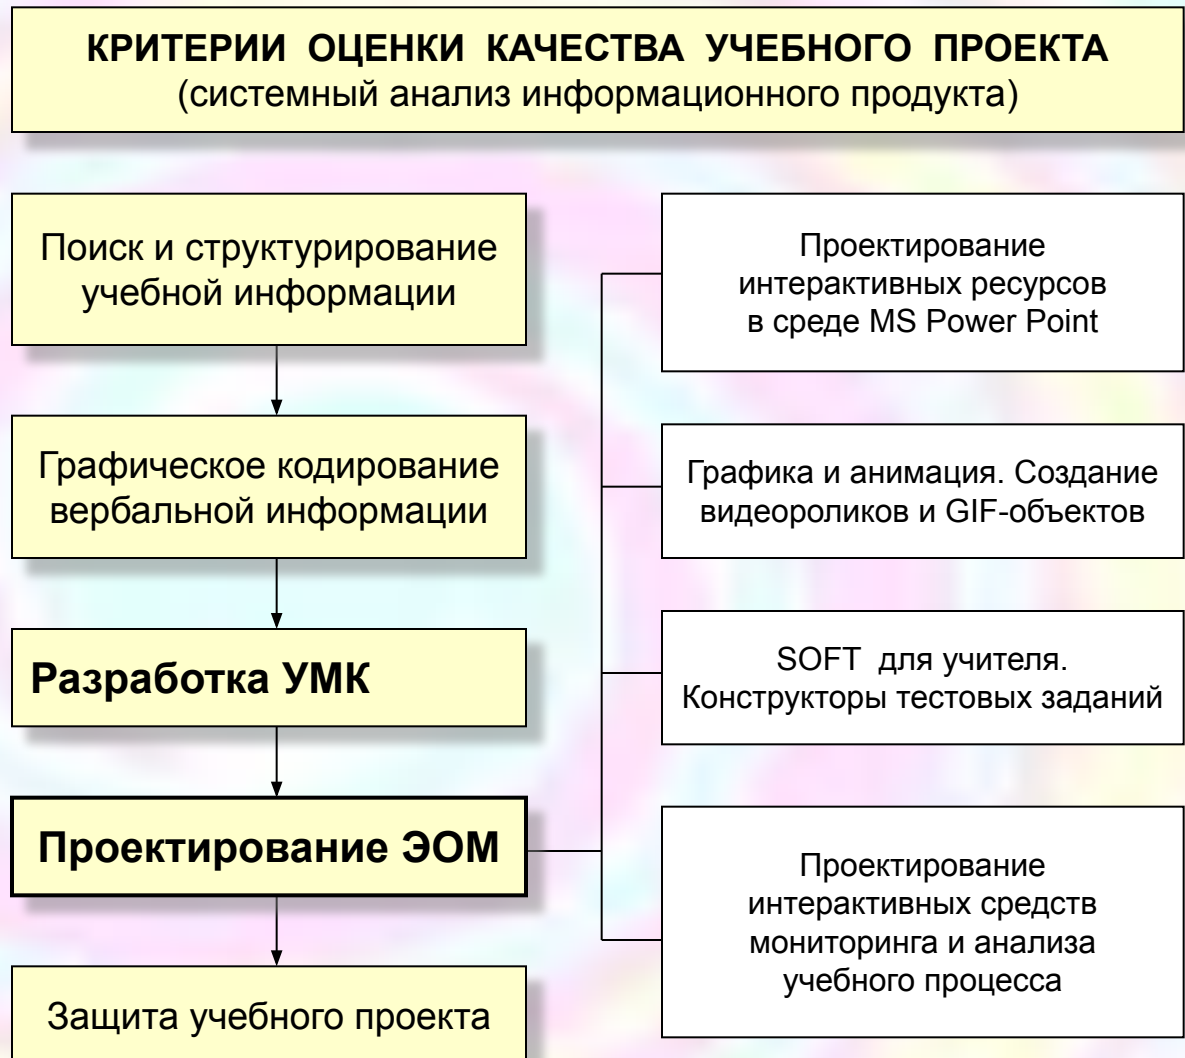 КРИТЕРИИ ОЦЕНКИ КАЧЕСТВА УЧЕБНОГО ПРОЕКТА
(системный анализ информационного продукта)
Поиск и структурирование
учебной информации
Графическое кодирование
вербальной информации
Разработка УМК
Проектирование ЭОМ
Защита учебного проекта
Проектирование
интерактивных ресурсов
в среде MS Power Point
Графика и анимация. Создание
видеороликов и GIF-объектов
SOFT для учителя.
Конструкторы тестовых заданий
Проектирование
интерактивных средств
мониторинга и анализа
учебного процесса